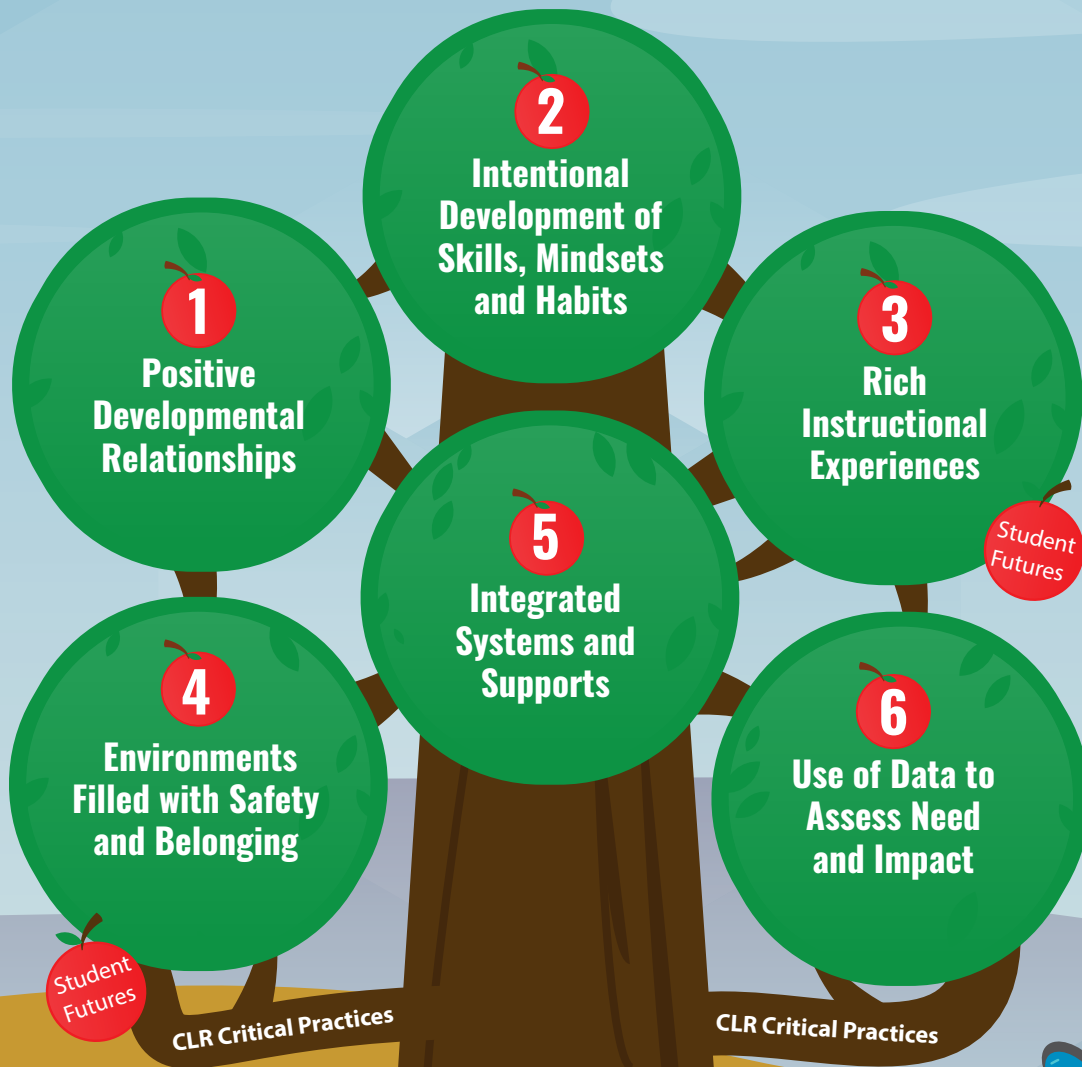 1
Positive
Developmental
Relationships
2
Intentional
Development of
Skills, Mindsets
and Habits
3
Rich
Instructional
Experiences
Student
Futures
4
Environments
Filled with Safety
and Belonging
Student
Futures
5
Integrated
Systems and
Supports
6
Use of Data to
Assess Need
and Impact
CLR Critical Practices
CLR Critical Practices